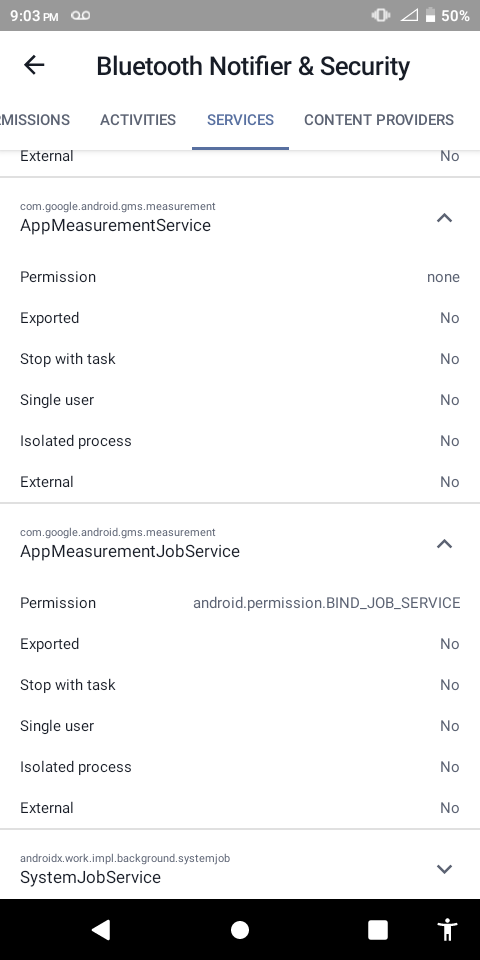 9:03 PM 50%
Bluetooth Notifier & Security
RMISSIONS ACTIVITIES SERVICES CONTENT PROVIDERS
External No
com.google.android.gms.measurement
AppMeasurementService
Permission none
Exported No
Stop with task No
Single user No
Isolated process No
External No
com.google.android.gms.measurement
AppMeasurementJobService
Permission android.permission.BIND_JOB_SERVICE
Exported No
Stop with task No
Single user No
Isolated process No
External No
androidx.work.impl.background.systemjob
SystemJobService